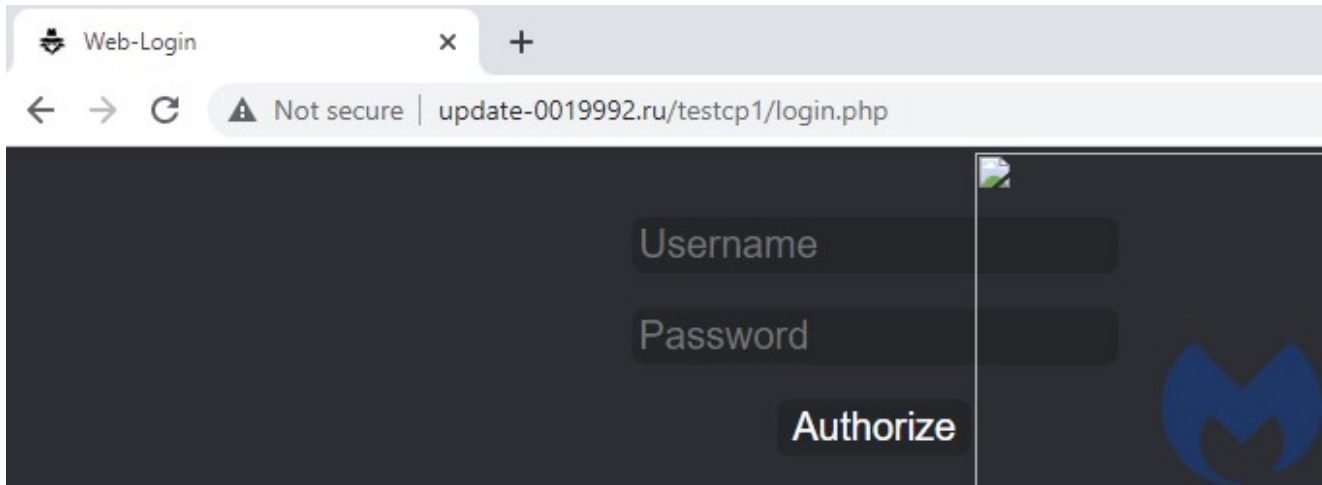 Web-Login
Not secure | update-0019992.ru/testcp1/login.php
Username
Password
Authorize